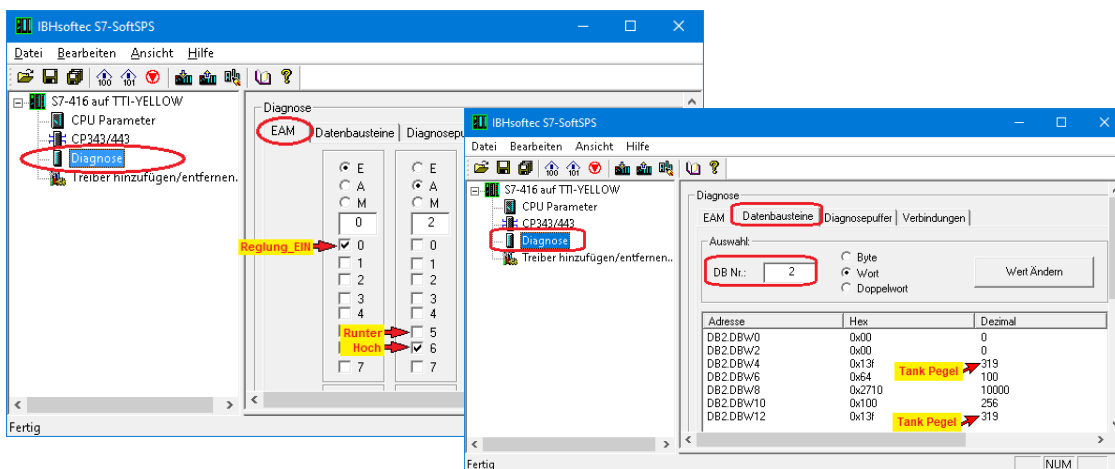 IBHsoftec S7-SoftSPS
Datei Bearbeiten Ansicht Hilfe
100 101
S7-416 auf TTI-YELLOW
CPU Parameter
CP343/443
Diagnose
Treiber hinzufügen/entfernen.
Diagnose
EAM Datenbausteine Diagnosepu
E E
A A
M M
0 2
Reglung_EIN 0 0
1 1
2 2
3 3
4 4
Runter 5
Hoch 6
7 7
Fertig
IBHsoftec S7-SoftSPS
Datei Bearbeiten Ansicht Hilfe
100 101
S7-416 auf TTI-YELLOW
CPU Parameter
CP343/443
Diagnose
Treiber hinzufügen/entfernen..
Diagnose
EAM Datenbausteine Diagnosepuffer Verbindungen
Auswahl:
DB Nr.: 2
Byte
Wort
Doppelwort
Wert Ändern
Adresse Hex Dezimal
DB2.DBW0 0x00 0
DB2.DBW2 0x00 0
DB2.DBW4 0x13f Tank Pegel 319
DB2.DBW6 0x64 100
DB2.DBW8 0x2710 10000
DB2.DBW10 0x100 256
DB2.DBW12 0x13f Tank Pegel 319
Fertig NUM